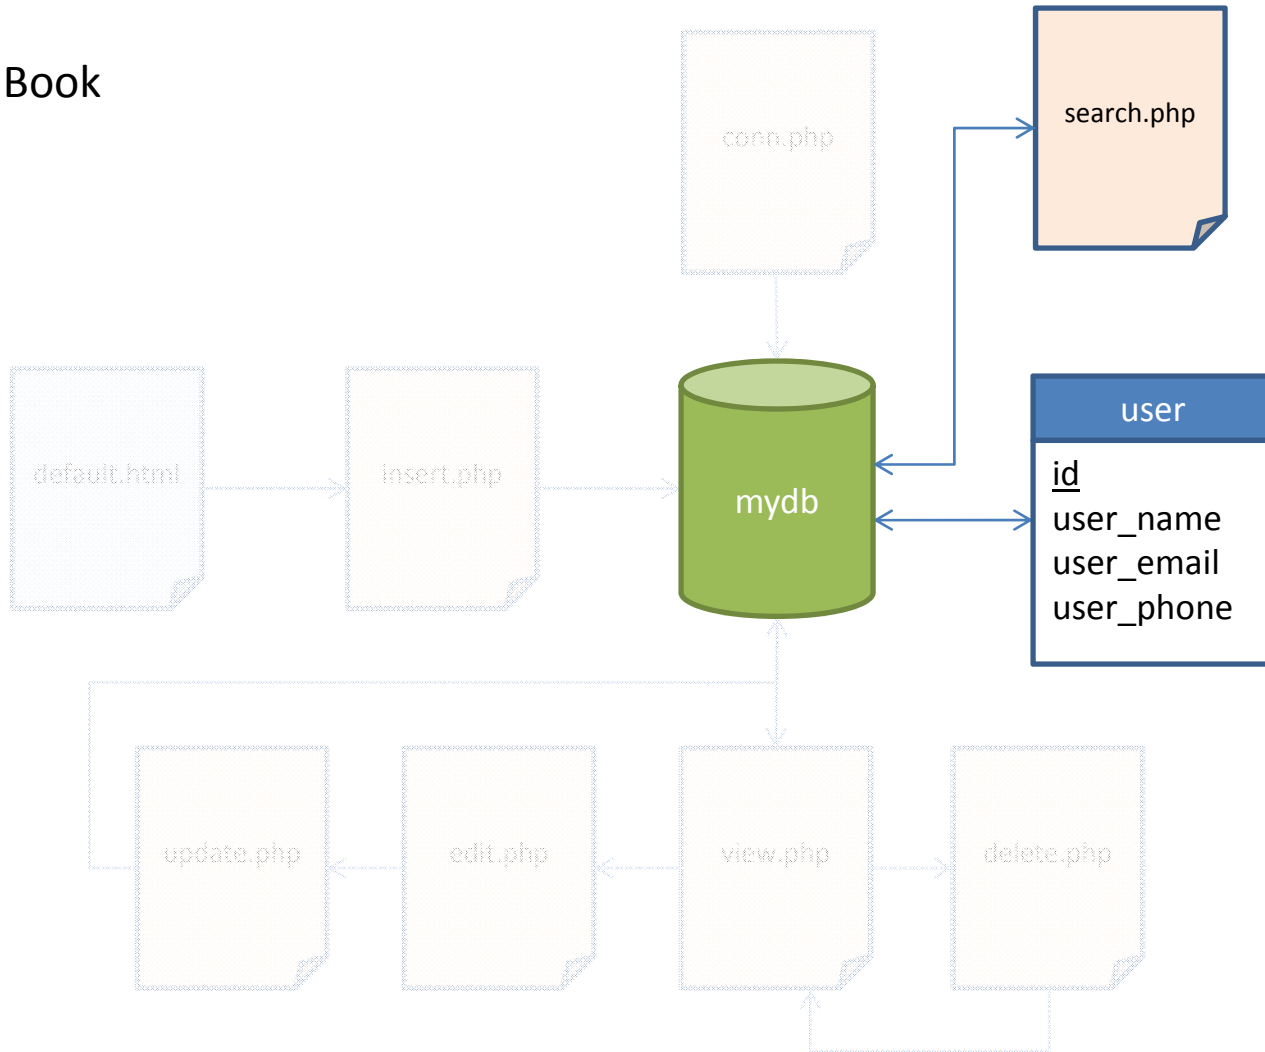 Book
conn.php
search.php
default.html
insert.php
mydb
user
id
user_name
user_email
user_phone
update.php
edit.php
view.php
delete.php